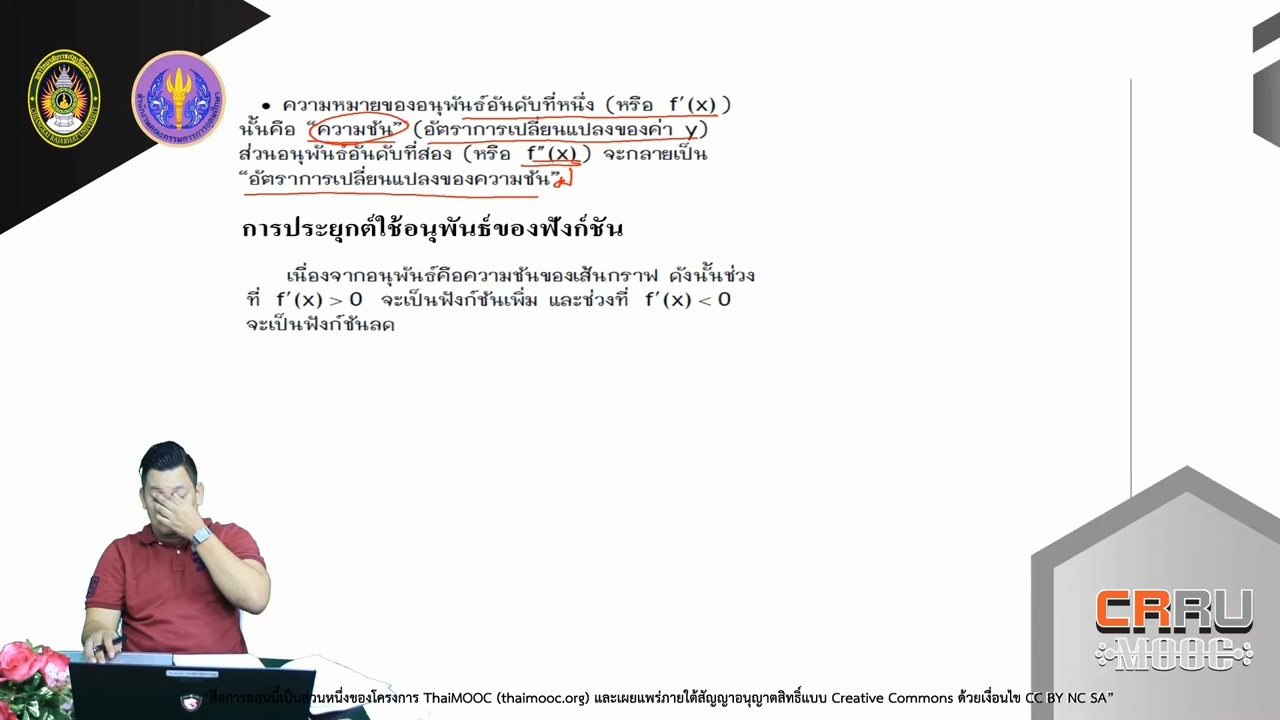 • ความหมายของอนุพันธ์อันดับที่หนึ่ง (หรือ f′(x))
นั้นคือ “ความชัน” (อัตราการเปลี่ยนแปลงของค่า y)
ส่วนอนุพันธ์อันดับที่สอง (หรือ f″(x)) จะกลายเป็น
“อัตราการเปลี่ยนแปลงของความชัน”
การประยุกต์ใช้อนุพันธ์ของฟังก์ชัน
เนื่องจากอนุพันธ์คือความชันของเส้นกราฟ ดังนั้นช่วง
ที่ f′(x) > 0 จะเป็นฟังก์ชันเพิ่ม และช่วงที่ f′(x) < 0
จะเป็นฟังก์ชันลด
CRRU
MOOC
“สื่อการสอนนี้เป็นส่วนหนึ่งของโครงการ ThaiMOOC (thaimooc.org) และเผยแพร่ภายใต้สัญญาอนุญาตสิทธิ์แบบ Creative Commons ด้วยเงื่อนไข CC BY NC SA”